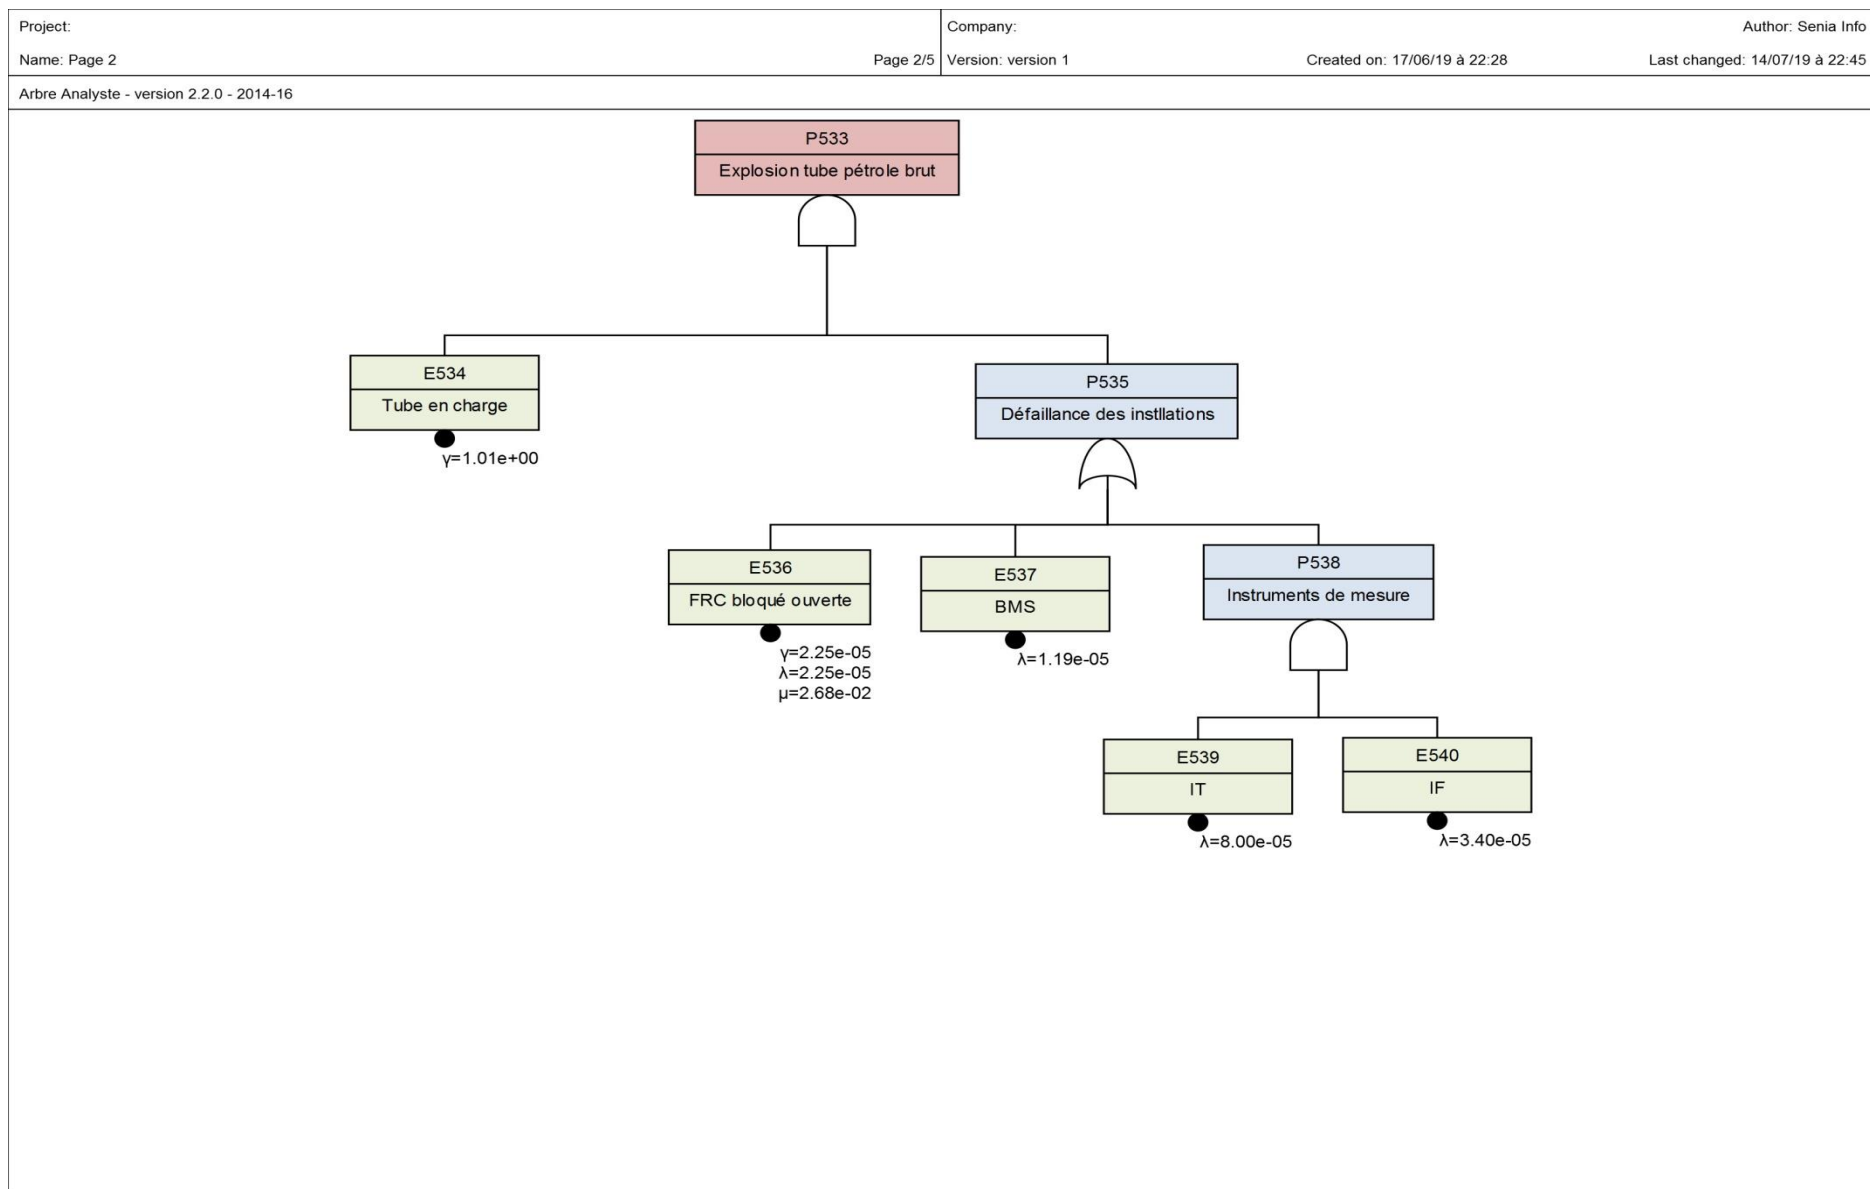 Project:
Company:
Author: Senia Info
Name: Page 2
Page 2/5
Version: version 1
Created on: 17/06/19 à 22:28
Last changed: 14/07/19 à 22:45
Arbre Analyste - version 2.2.0 - 2014-16
P533
Explosion tube pétrole brut
E534
Tube en charge
γ=1.01e+00
P535
Défaillance des instllations
E536
FRC bloqué ouverte
γ=2.25e-05
λ=2.25e-05
μ=2.68e-02
E537
BMS
λ=1.19e-05
P538
Instruments de mesure
E539
IT
λ=8.00e-05
E540
IF
λ=3.40e-05